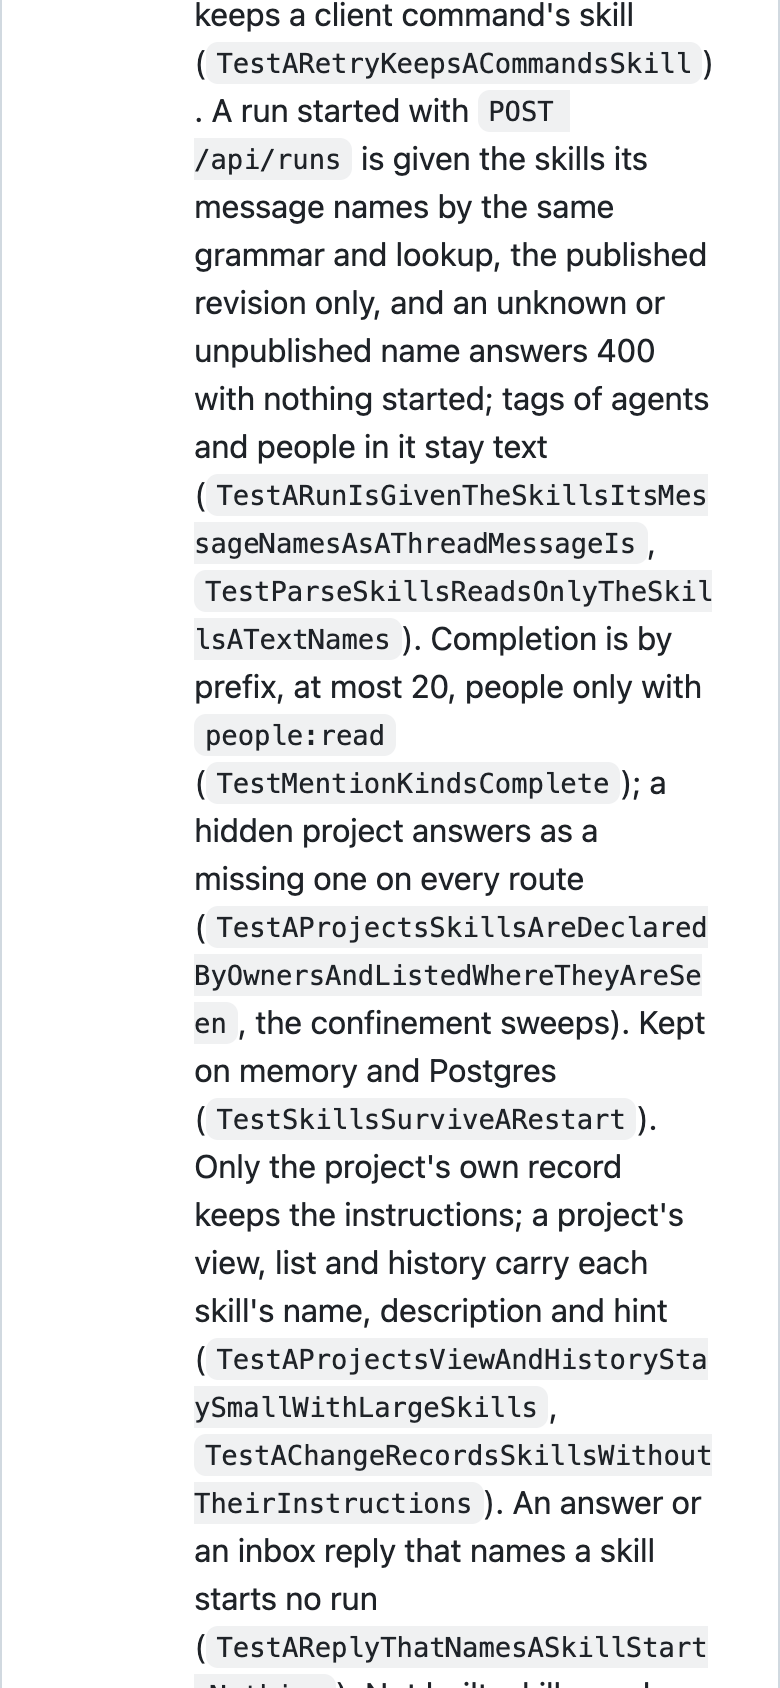 keeps a client command's skill
(TestARetryKeepsACommandsSkill)
. A run started with POST
/api/runs is given the skills its
message names by the same
grammar and lookup, the published
revision only, and an unknown or
unpublished name answers 400
with nothing started; tags of agents
and people in it stay text
(TestARunIsGivenTheSkillsItsMes
sageNamesAsAThreadMessageIs,
TestParseSkillsReadsOnlyTheSkil
lsATextNames). Completion is by
prefix, at most 20, people only with
people:read
(TestMentionKindsComplete); a
hidden project answers as a
missing one on every route
(TestAProjectsSkillsAreDeclared
ByOwnersAndListedWhereTheyAreSe
en, the confinement sweeps). Kept
on memory and Postgres
(TestSkillsSurviveARestart).
Only the project's own record
keeps the instructions; a project's
view, list and history carry each
skill's name, description and hint
(TestAProjectsViewAndHistorySta
ySmallWithLargeSkills,
TestAChangeRecordsSkillsWithout
TheirInstructions). An answer or
an inbox reply that names a skill
starts no run
(TestAReplyThatNamesASkillStart